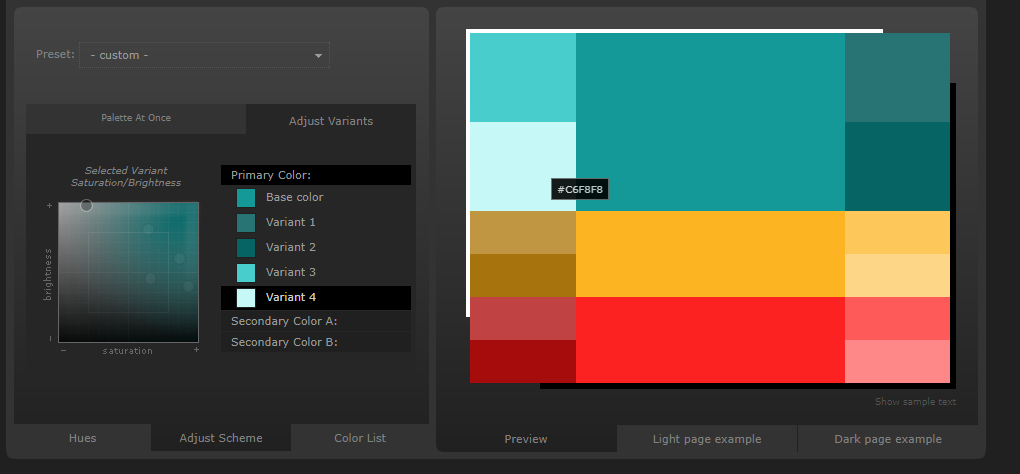 Preset:
- custom -
Palette At Once
Adjust Variants
Selected Variant
Saturation/Brightness
+
brightness
−
− saturation +
Primary Color:
Base color
Variant 1
Variant 2
Variant 3
Variant 4
Secondary Color A:
Secondary Color B:
Hues
Adjust Scheme
Color List
#C6F8F8
Show sample text
Preview
Light page example
Dark page example